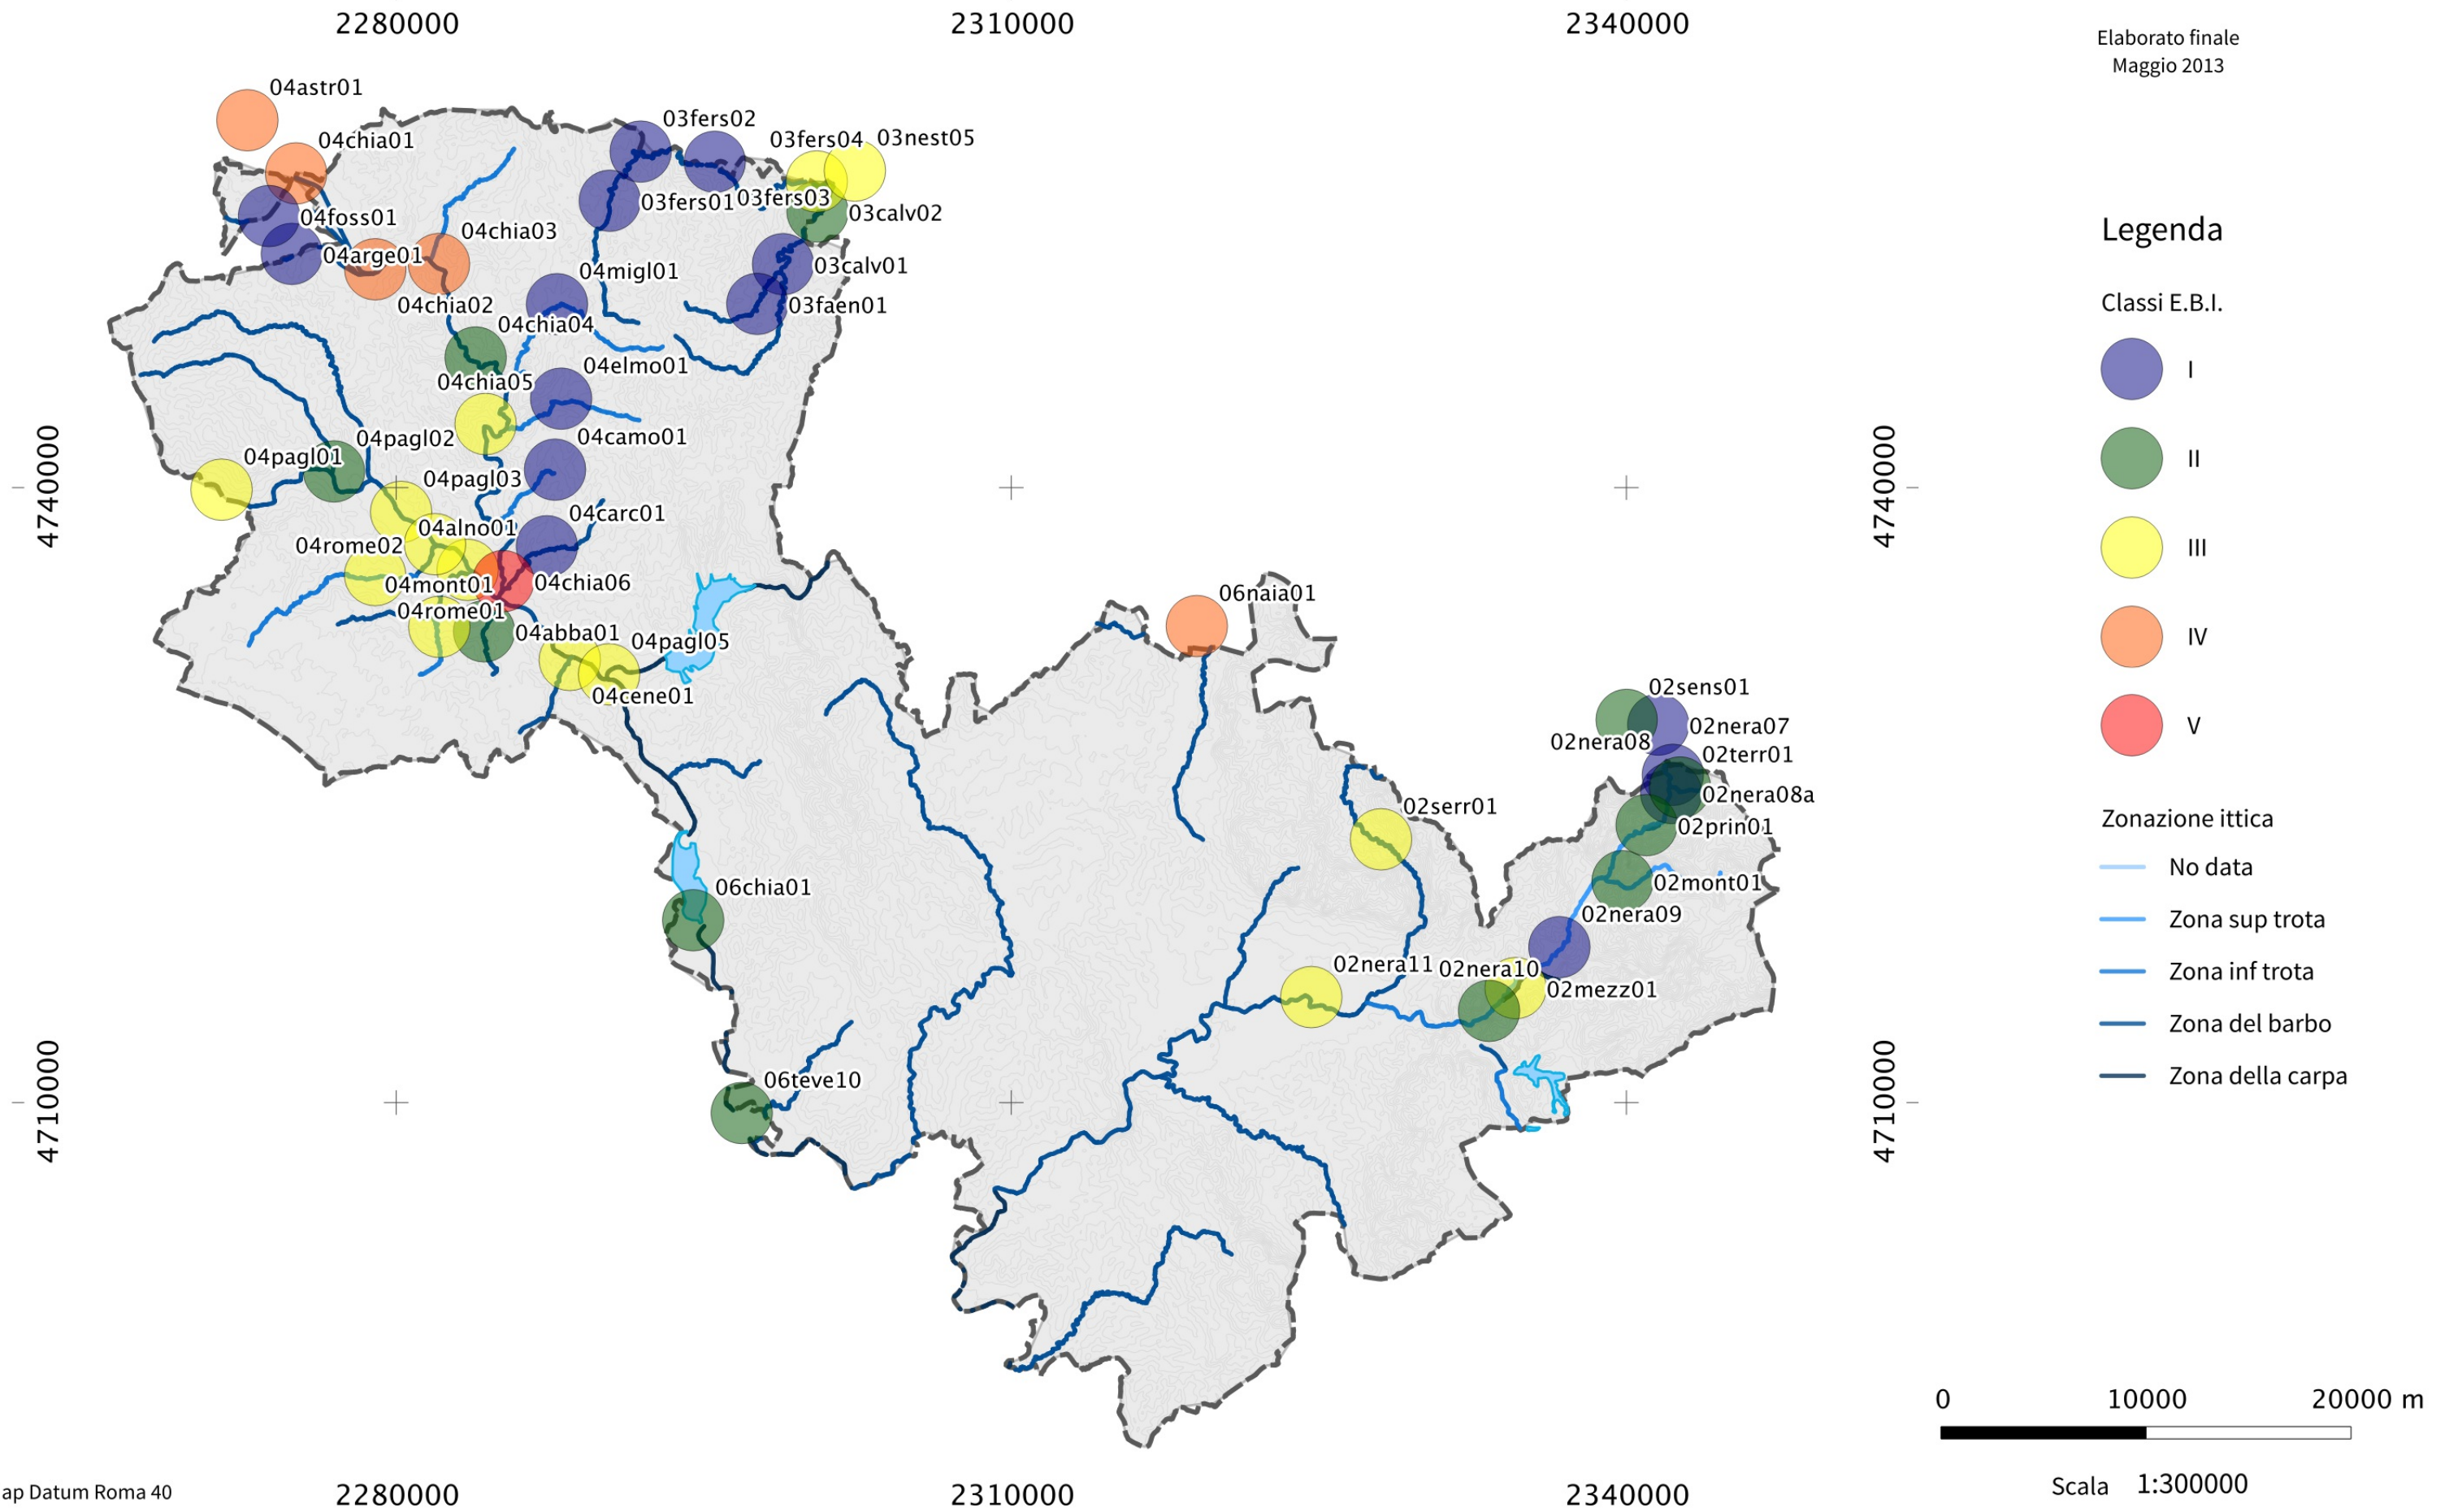 2280000
2310000
2340000
Elaborato finale
Maggio 2013
04astr01
04chia01
03fers02
03fers04
03nest05
04foss01
03fers01
03fers03
03calv02
04chia03
04arge01
04migl01
03calv01
04chia02
03faen01
04chia04
04elmo01
04chia05
04camo01
04pagl02
04pagl01
04pagl03
04carc01
04alno01
04rome02
04mont01
04chia06
04rome01
04abba01
04pagl05
04cene01
06naia01
02sens01
02nera07
02nera08
02terr01
02nera08a
02serr01
02prin01
02mont01
06chia01
02nera09
02nera11
02nera10
02mezz01
06teve10
4740000
4740000
4710000
4710000
Legenda
Classi E.B.I.
I
II
III
IV
V
Zonazione ittica
No data
Zona sup trota
Zona inf trota
Zona del barbo
Zona della carpa
0 10000 20000 m
Scala 1:300000
ap Datum Roma 40
2280000
2310000
2340000